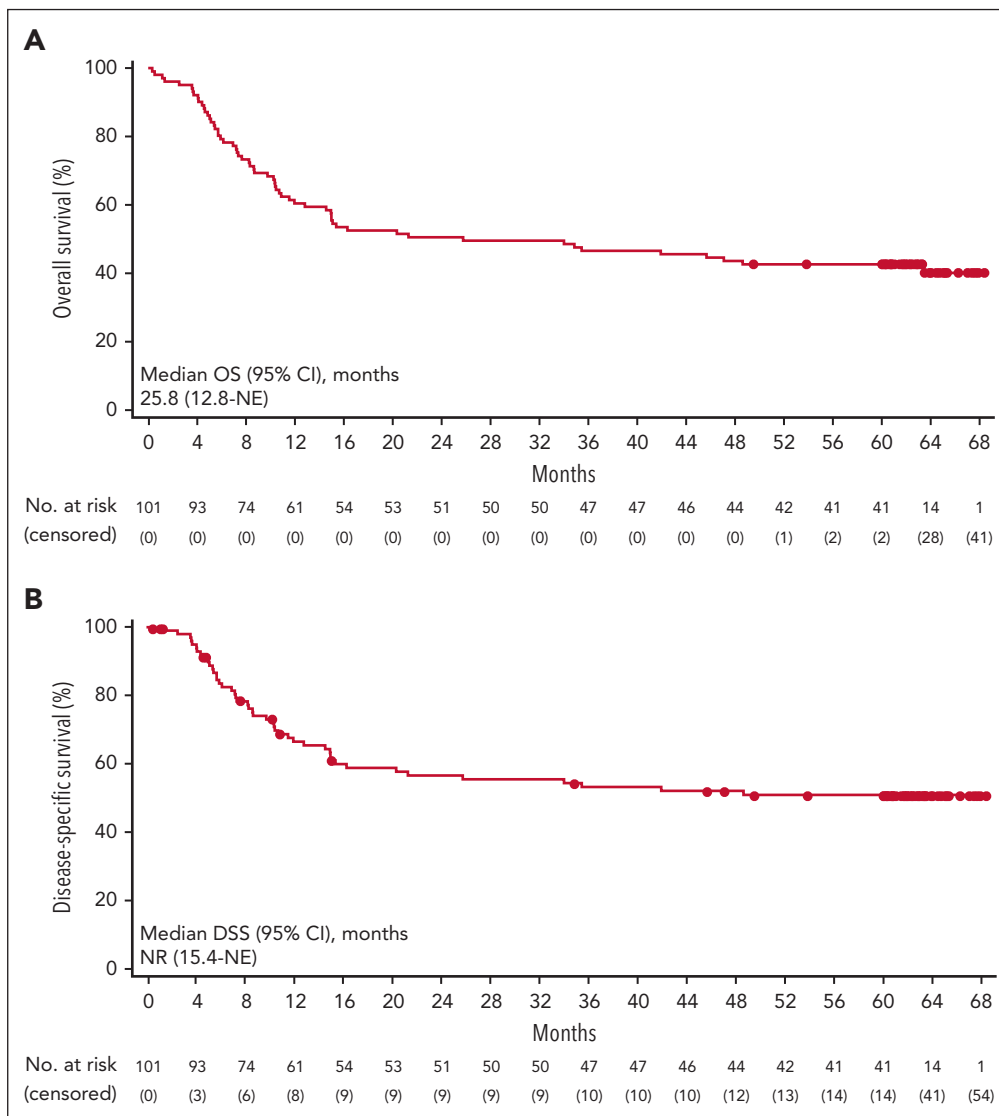 A
Overall survival (%)
100
80
60
40
20
0
Median OS (95% CI), months
25.8 (12.8-NE)
0 4 8 12 16 20 24 28 32 36 40 44 48 52 56 60 64 68
Months
No. at risk 101 93 74 61 54 53 51 50 50 47 47 46 44 42 41 41 14 1
(censored) (0) (0) (0) (0) (0) (0) (0) (0) (0) (0) (0) (0) (0) (1) (2) (2) (28) (41)
B
Disease-specific survival (%)
100
80
60
40
20
0
Median DSS (95% CI), months
NR (15.4-NE)
0 4 8 12 16 20 24 28 32 36 40 44 48 52 56 60 64 68
Months
No. at risk 101 93 74 61 54 53 51 50 50 47 47 46 44 42 41 41 14 1
(censored) (0) (3) (6) (8) (9) (9) (9) (9) (9) (10) (10) (10) (12) (13) (14) (14) (41) (54)